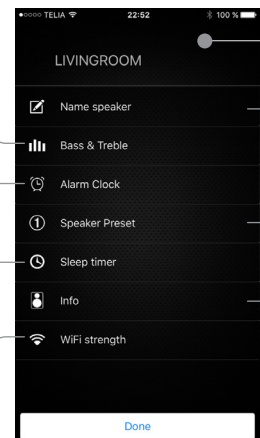 TELIA 22:52 100 %
LIVINGROOM
Name speaker
Bass & Treble
Alarm Clock
1 Speaker Preset
Sleep timer
Info
WiFi strength
Done